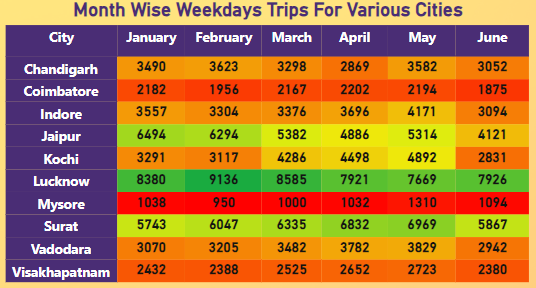 Month Wise Weekdays Trips For Various Cities
City January February March April May June
Chandigarh 3490 3623 3298 2869 3582 3052
Coimbatore 2182 1956 2167 2202 2194 1875
Indore 3557 3304 3376 3696 4171 3094
Jaipur 6494 6294 5382 4886 5314 4121
Kochi 3291 3117 4286 4498 4892 2831
Lucknow 8380 9136 8585 7921 7669 7926
Mysore 1038 950 1000 1032 1310 1094
Surat 5743 6047 6335 6832 6969 5867
Vadodara 3070 3205 3482 3782 3829 2942
Visakhapatnam 2432 2388 2525 2652 2723 2380